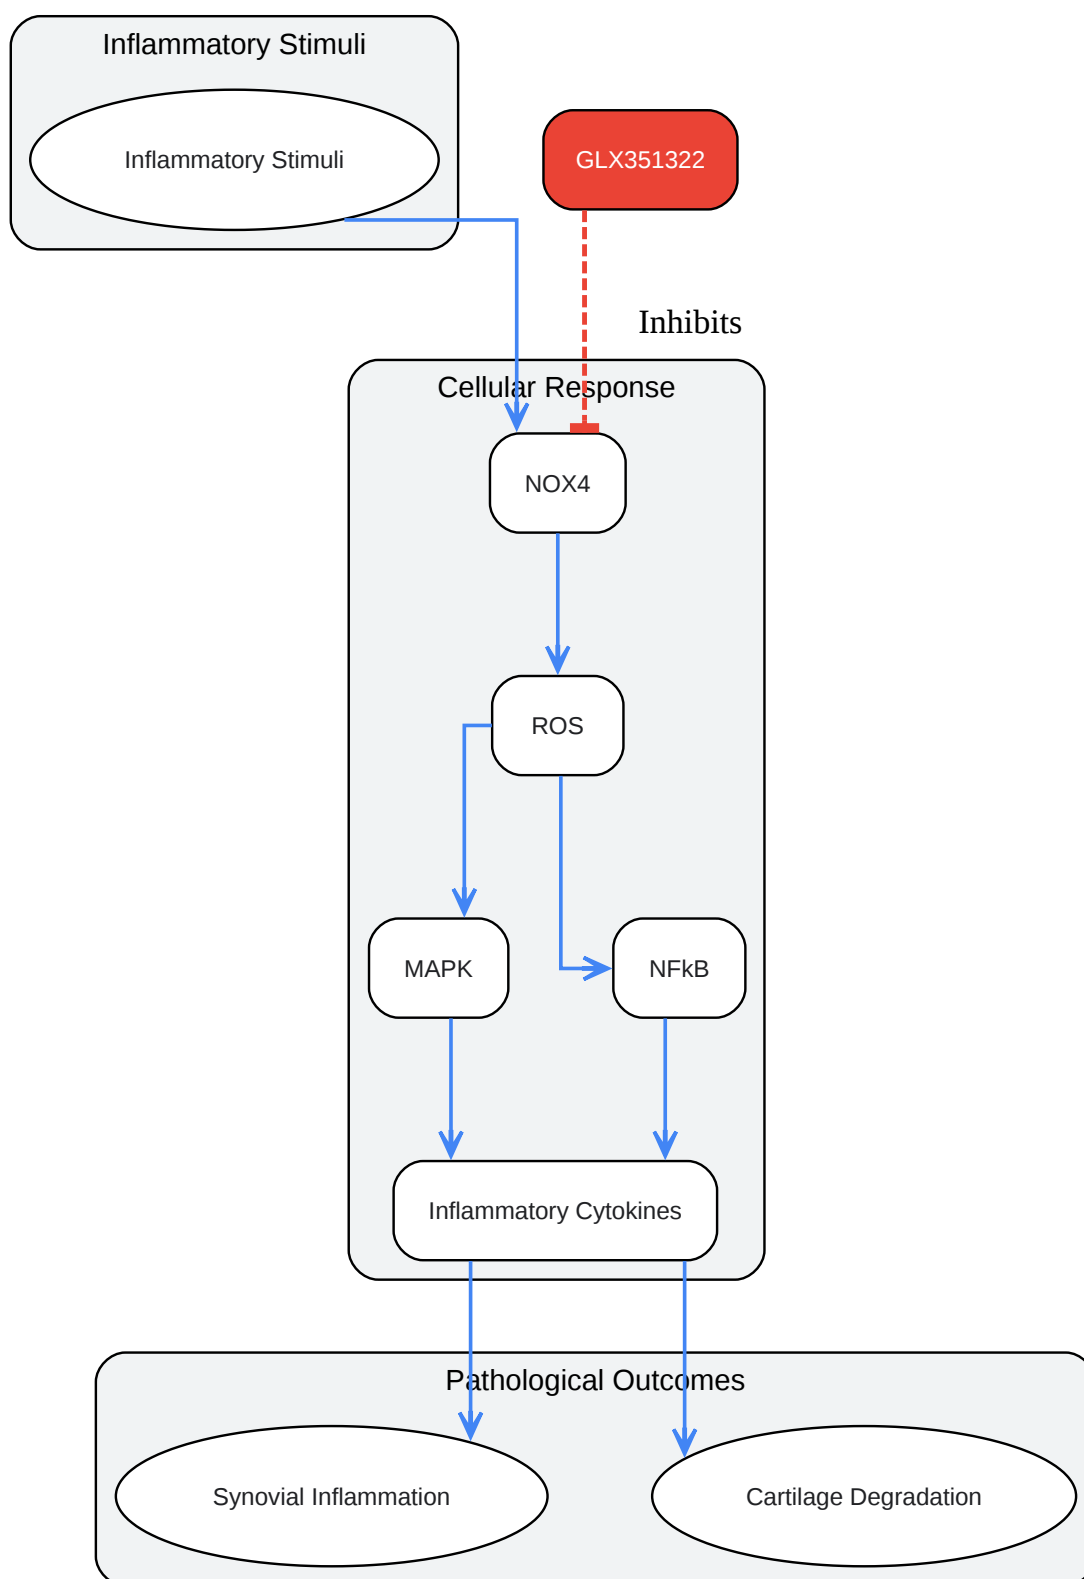 Inflammatory Stimuli
Inflammatory Stimuli
GLX351322
Inhibits
Cellular Response
NOX4
ROS
MAPK
NFkB
Inflammatory Cytokines
Pathological Outcomes
Synovial Inflammation
Cartilage Degradation